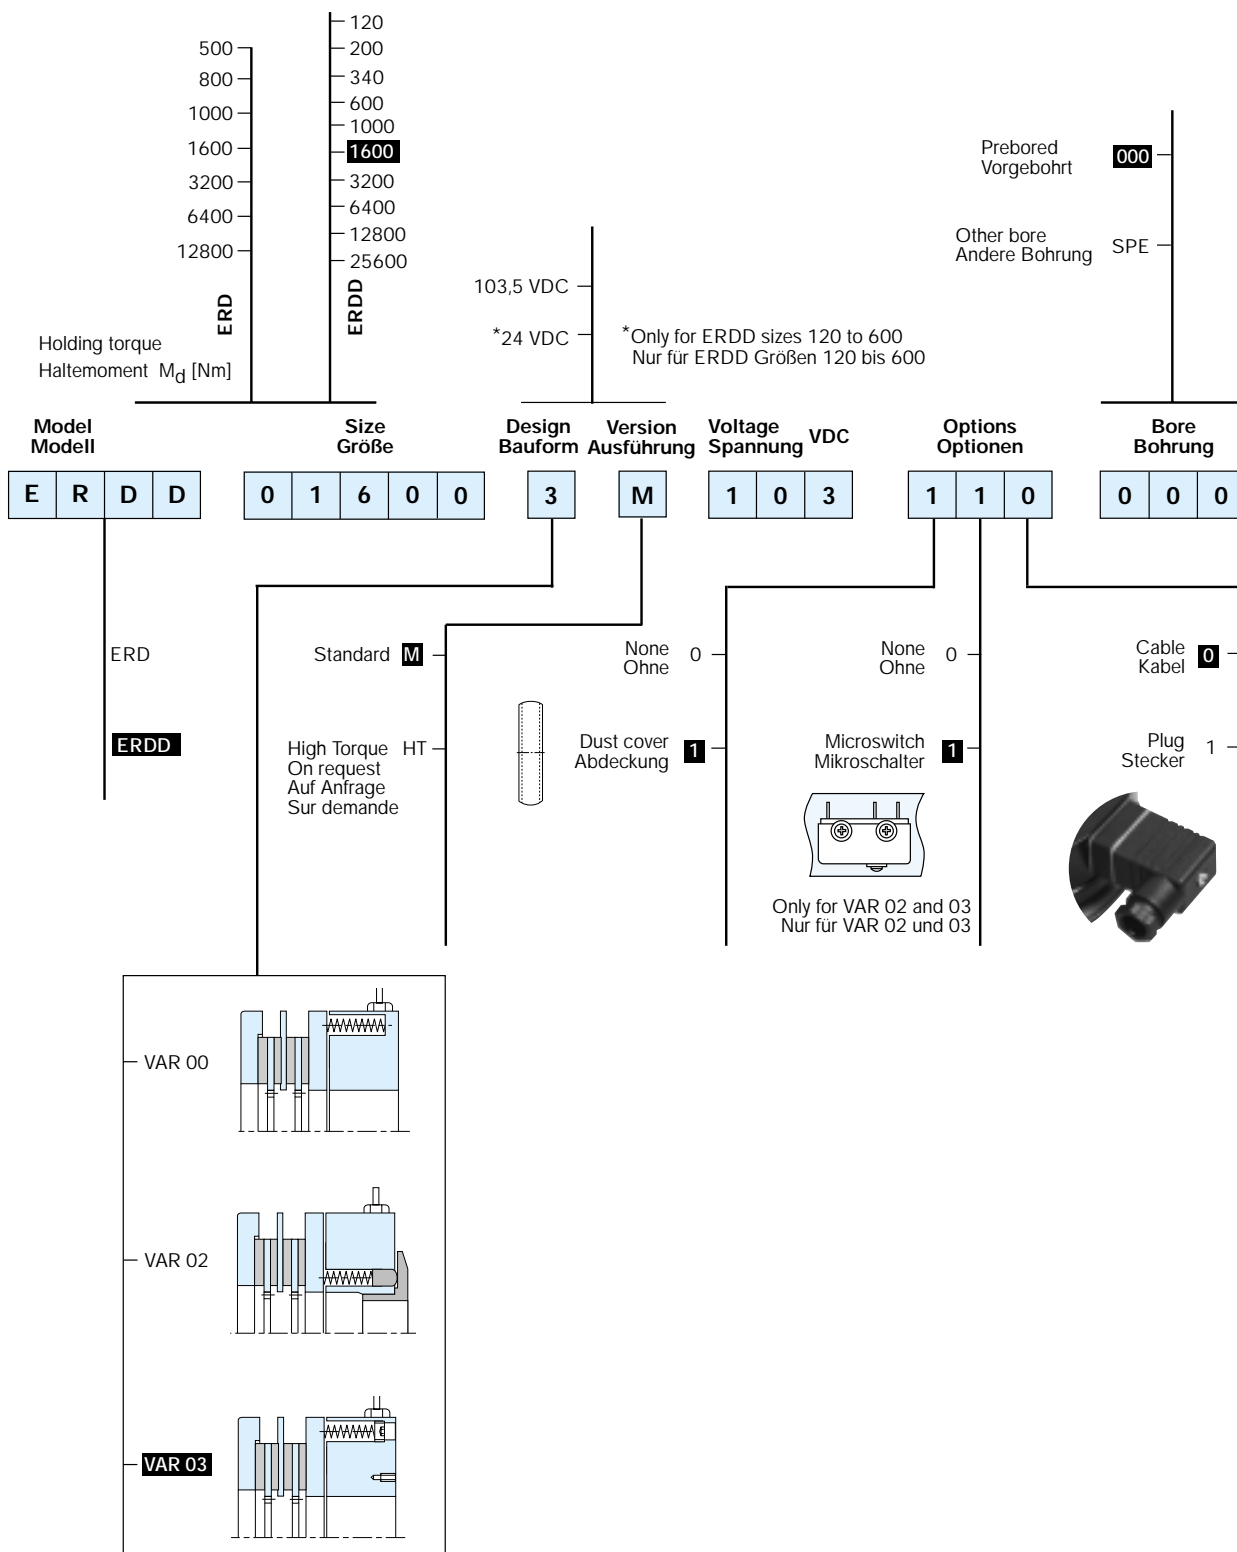 120
500
200
800
340
600
1000
1000
1600
1600
3200
3200
6400
6400
12800
12800
25600
ERD
ERDD
Prebored
Vorgebohrt
000
Other bore
Andere Bohrung
SPE
103,5 VDC
*24 VDC
*Only for ERDD sizes 120 to 600
Nur für ERDD Größen 120 bis 600
Holding torque
Haltemoment Md [Nm]
Model
Modell
Size
Größe
Design
Bauform
Version
Ausführung
Voltage
Spannung
VDC
Options
Optionen
Bore
Bohrung
E R D D
0 1 6 0 0
3
M
1 0 3
1 1 0
0 0 0
ERD
ERDD
Standard M
High Torque HT
On request
Auf Anfrage
Sur demande
None 0
Ohne
Dust cover
Abdeckung 1
None 0
Ohne
Microswitch
Mikroschalter 1
Only for VAR 02 and 03
Nur für VAR 02 und 03
Cable
Kabel 0
Plug
Stecker 1
VAR 00
VAR 02
VAR 03